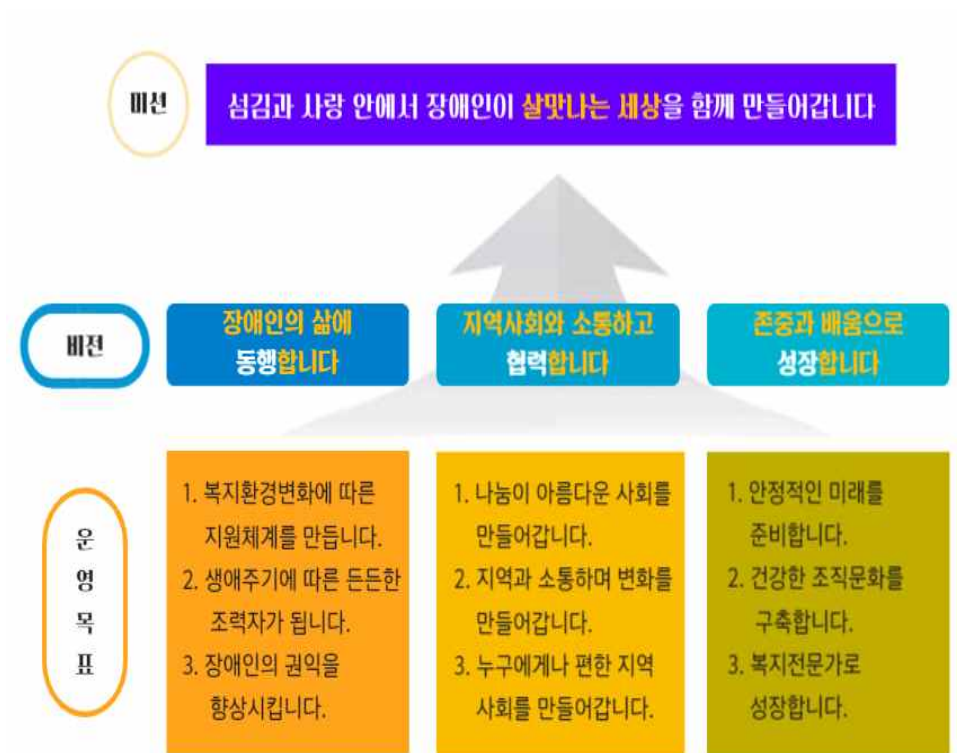 미션
섬김과 사랑 안에서 장애인이 살맛나는 세상을 함께 만들어갑니다
비전
장애인의 삶에
동행합니다
지역사회와 소통하고
협력합니다
존중과 배움으로
성장합니다
운
영
목
표
1. 복지환경변화에 따른
지원체계를 만듭니다.
2. 생애주기에 따른 든든한
조력자가 됩니다.
3. 장애인의 권익을
향상시킵니다.
1. 나눔이 아름다운 사회를
만들어갑니다.
2. 지역과 소통하며 변화를
만들어갑니다.
3. 누구에게나 편한 지역
사회를 만들어갑니다.
1. 안정적인 미래를
준비합니다.
2. 건강한 조직문화를
구축합니다.
3. 복지전문가로
성장합니다.